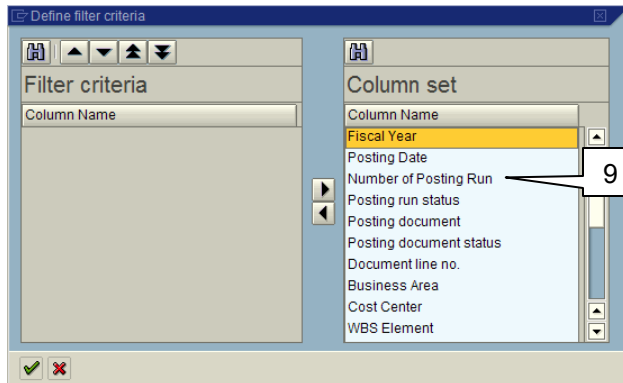 Define filter criteria
Filter criteria
Column Name
Column set
Column Name
Fiscal Year
Posting Date
Number of Posting Run
9
Posting run status
Posting document
Posting document status
Document line no.
Business Area
Cost Center
WBS Element